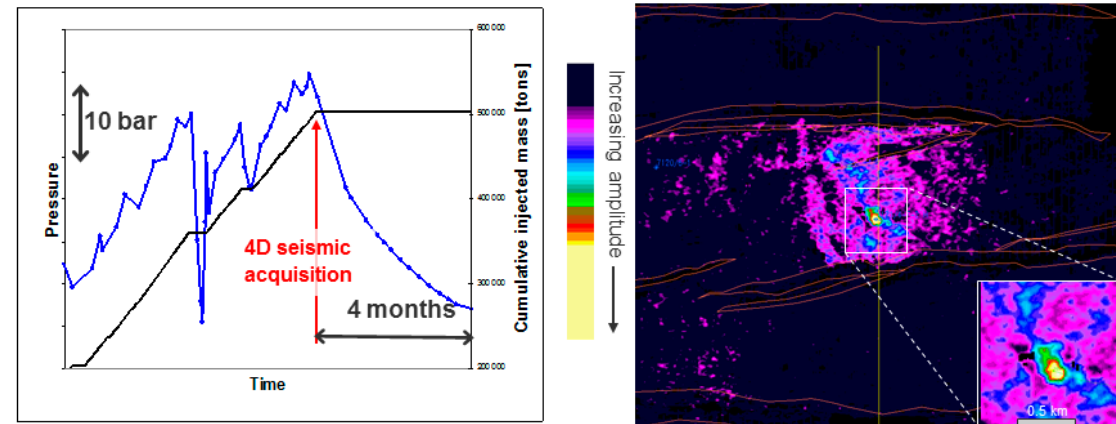 10 bar
Pressure
4D seismic
acquisition
4 months
Time
600 000
500 000
400 000
300 000
200 000
Cumulative injected mass [tons]
Increasing amplitude
0.5 km